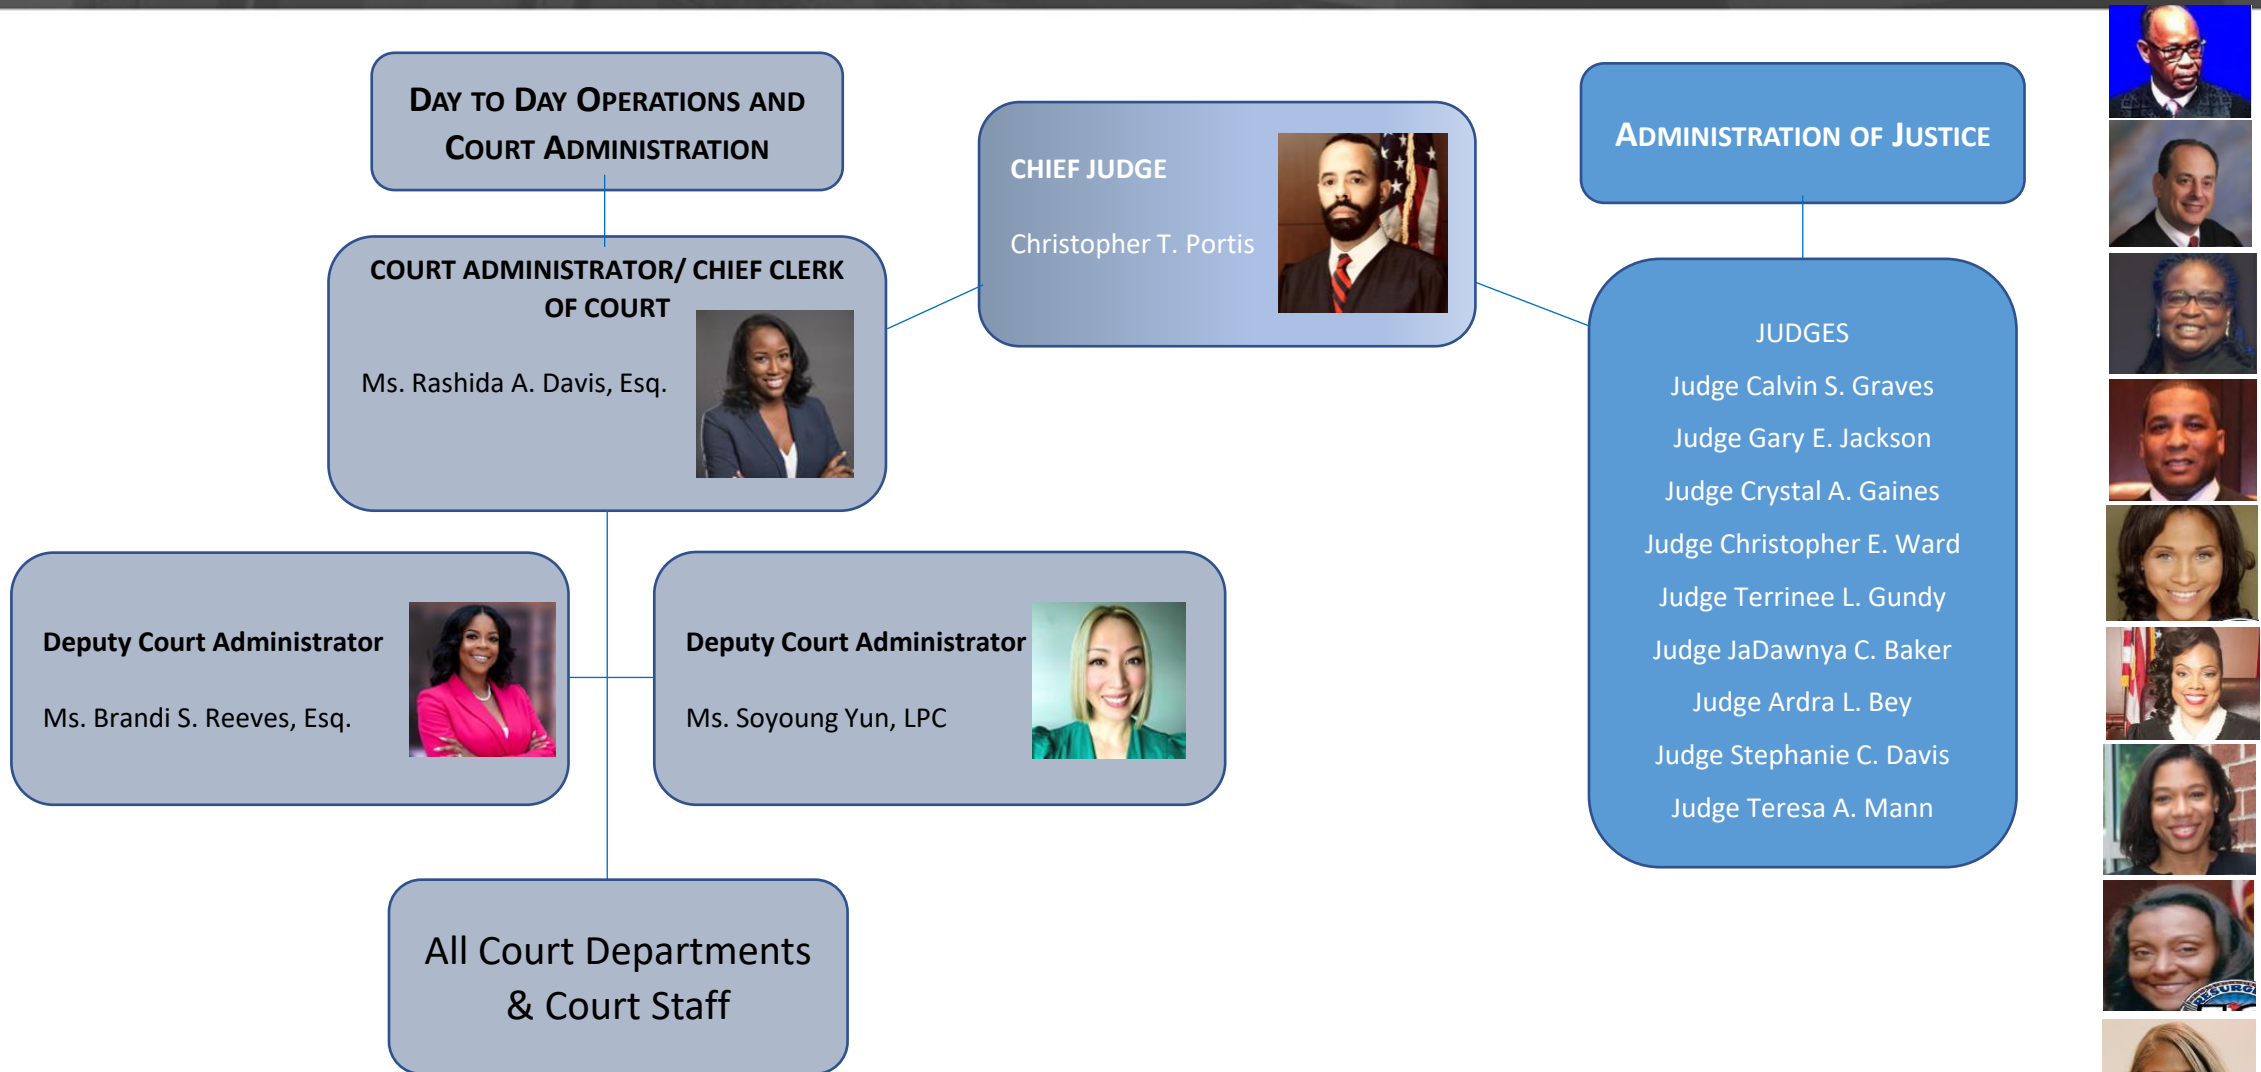 DAY TO DAY OPERATIONS AND
COURT ADMINISTRATION
COURT ADMINISTRATOR/ CHIEF CLERK
OF COURT
Ms. Rashida A. Davis, Esq.
CHIEF JUDGE
Christopher T. Portis
ADMINISTRATION OF JUSTICE
JUDGES
Judge Calvin S. Graves
Judge Gary E. Jackson
Judge Crystal A. Gaines
Judge Christopher E. Ward
Judge Terrinee L. Gundy
Judge JaDawnya C. Baker
Judge Ardra L. Bey
Judge Stephanie C. Davis
Judge Teresa A. Mann
Deputy Court Administrator
Ms. Brandi S. Reeves, Esq.
Deputy Court Administrator
Ms. Soyoung Yun, LPC
All Court Departments
& Court Staff